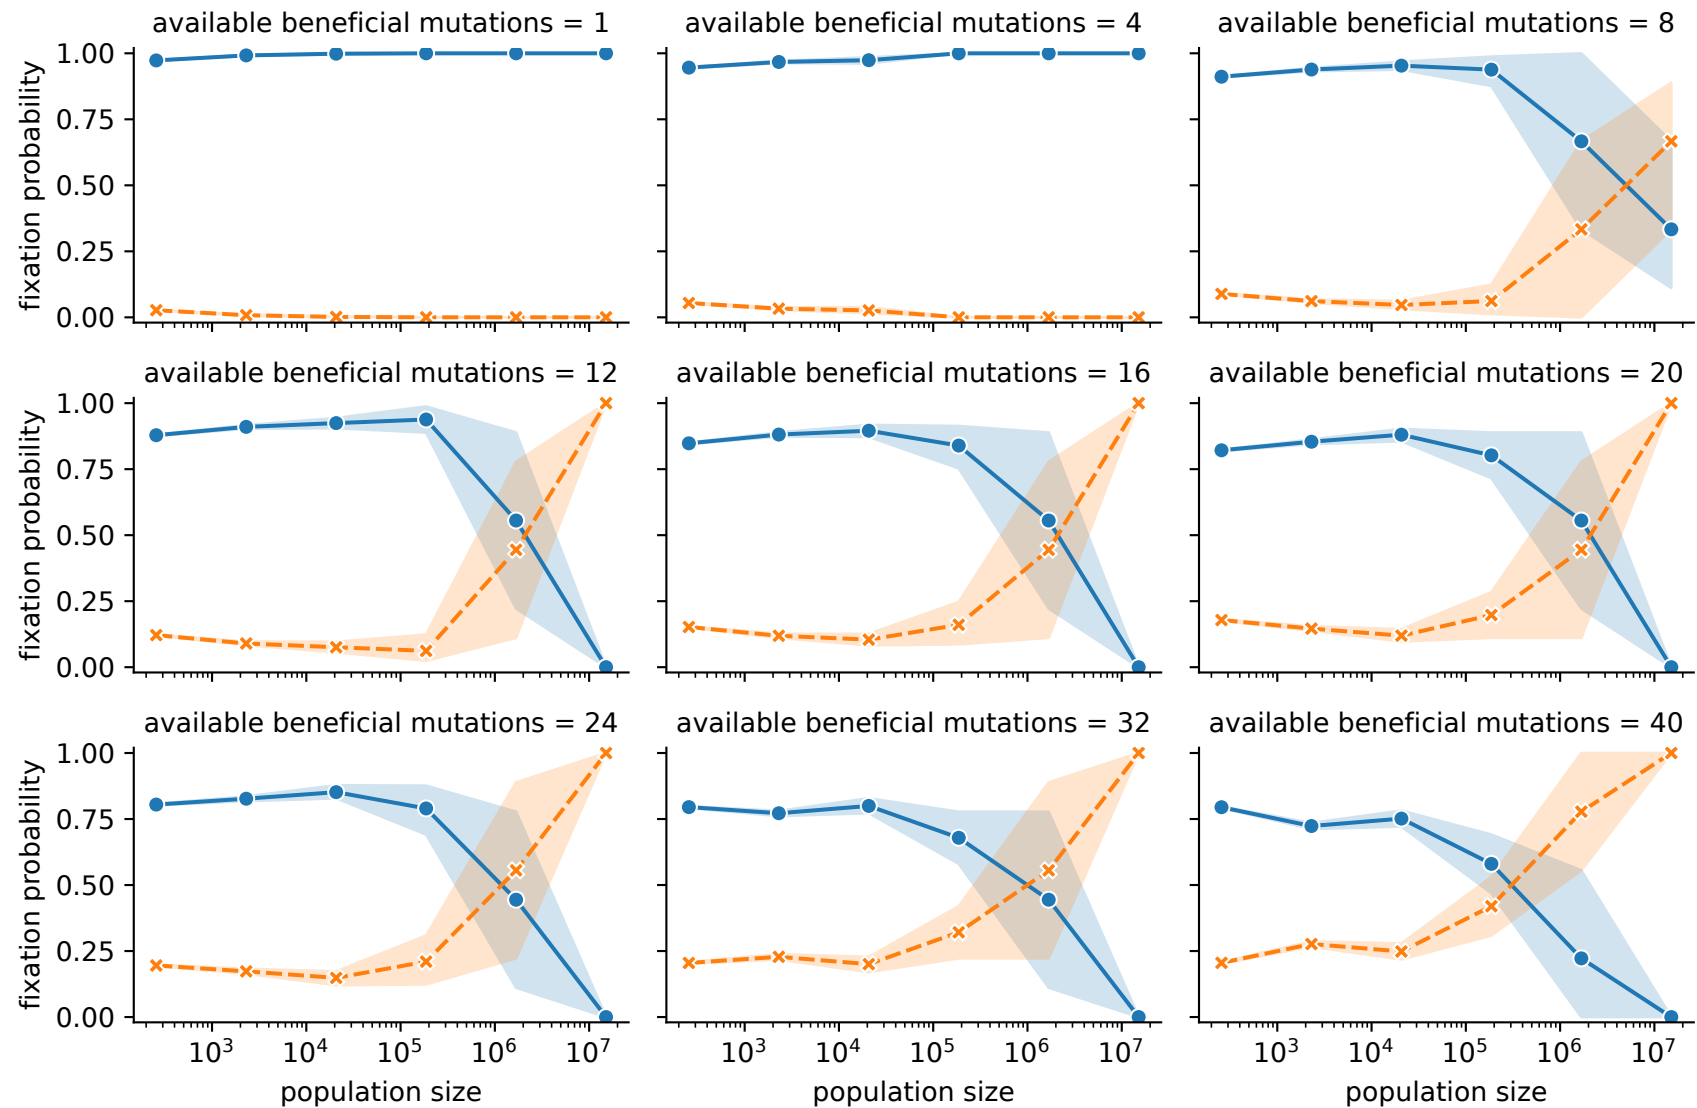 available beneficial mutations = 1
available beneficial mutations = 4
available beneficial mutations = 8
fixation probability
1.00
0.75
0.50
0.25
0.00
available beneficial mutations = 12
available beneficial mutations = 16
available beneficial mutations = 20
fixation probability
1.00
0.75
0.50
0.25
0.00
available beneficial mutations = 24
available beneficial mutations = 32
available beneficial mutations = 40
fixation probability
1.00
0.75
0.50
0.25
0.00
10³ 10⁴ 10⁵ 10⁶ 10⁷
10³ 10⁴ 10⁵ 10⁶ 10⁷
10³ 10⁴ 10⁵ 10⁶ 10⁷
population size
population size
population size